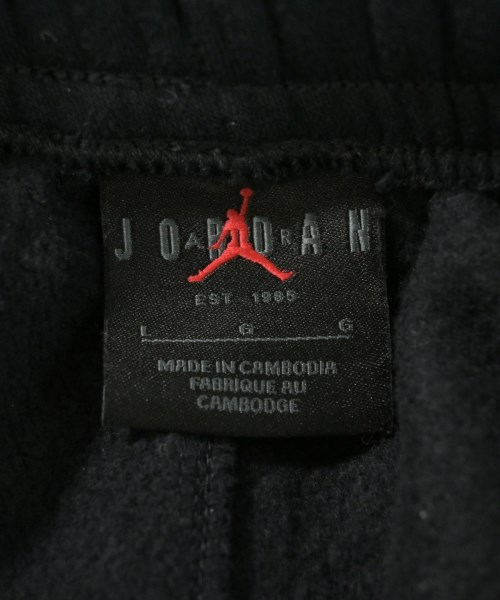 JORDAN
AIR
EST 1985
L G G
MADE IN CAMBODIA
FABRIQUE AU
CAMBODGE